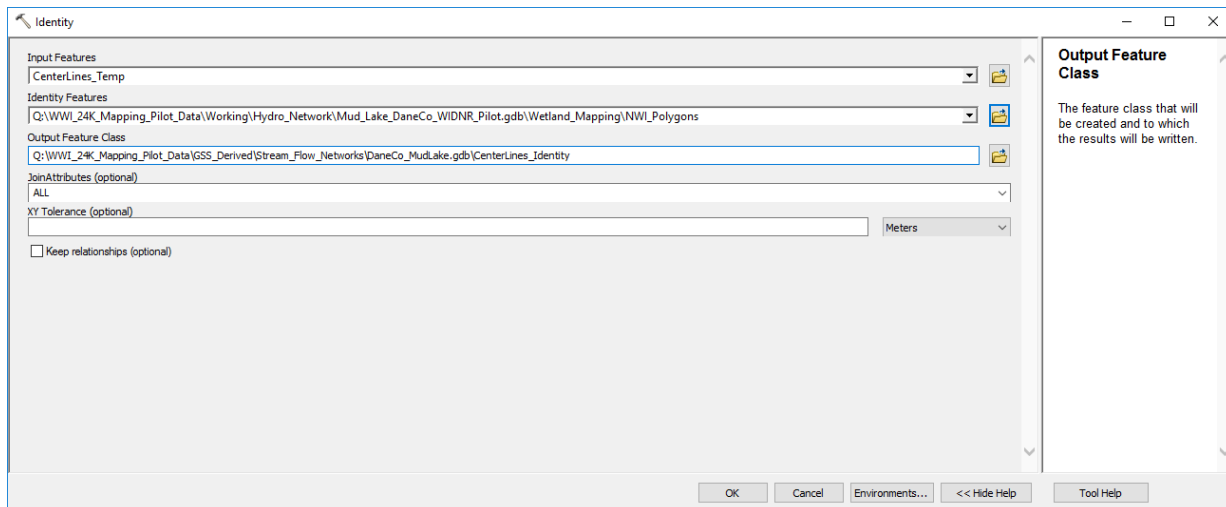 Identity
Input Features
CenterLines_Temp
Identity Features
Q:\WWI_24K_Mapping_Pilot_Data\Working\Hydro_Network\Mud_Lake_DaneCo_WIDNR_Pilot.gdb\Wetland_Mapping\NWI_Polygons
Output Feature Class
Q:\WWI_24K_Mapping_Pilot_Data\GSS_Derived\Stream_Flow_Networks\DaneCo_MudLake.gdb\CenterLines_Identity
JoinAttributes (optional)
ALL
XY Tolerance (optional)
Meters
Keep relationships (optional)
OK Cancel Environments... << Hide Help Tool Help
Output Feature
Class
The feature class that will
be created and to which
the results will be written.